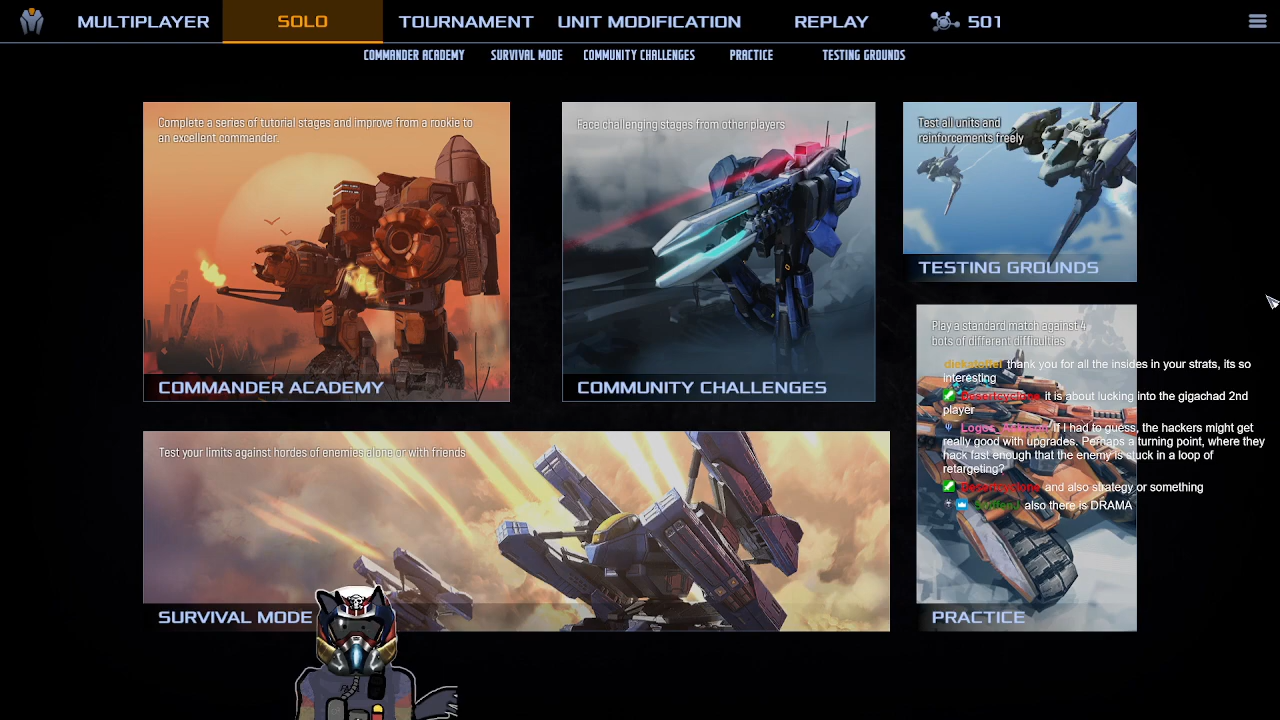 MULTIPLAYER SOLO TOURNAMENT UNIT MODIFICATION REPLAY 501
COMMANDER ACADEMY SURVIVAL MODE COMMUNITY CHALLENGES PRACTICE TESTING GROUNDS
Complete a series of tutorial stages and improve from a rookie to
an excellent commander.
COMMANDER ACADEMY
Face challenging stages from other players
COMMUNITY CHALLENGES
Test all units and
reinforcements freely
TESTING GROUNDS
Test your limits against hordes of enemies alone or with friends
SURVIVAL MODE
Play a standard match against 4
bots of different difficulties
PRACTICE
thank you for all the insides in your strats, its so
interesting
Desertcyclone it is about lucking into the gigachad 2nd
player
If I had to guess, the hackers might get
really good with upgrades. Perhaps a turning point, where they
hack fast enough that the enemy is stuck in a loop of
retargeting?
Desertcyclone and also strategy or something
also there is DRAMA